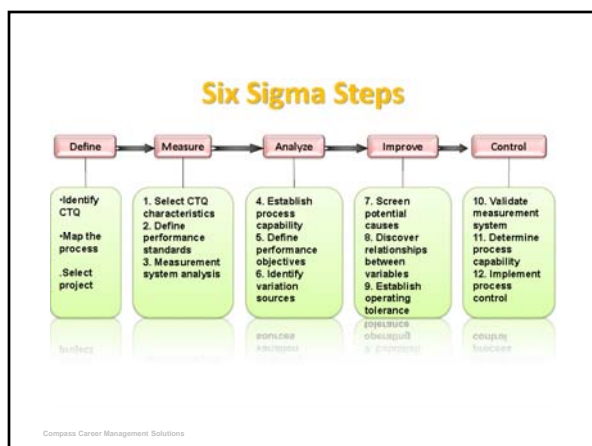 Six Sigma Steps
Define
Measure
Analyze
Improve
Control
•Identify
CTQ
•Map the
process
.Select
project
1. Select CTQ
characteristics
2. Define
performance
standards
3. Measurement
system analysis
4. Establish
process
capability
5. Define
performance
objectives
6. Identify
variation
sources
7. Screen
potential
causes
8. Discover
relationships
between
variables
9. Establish
operating
tolerance
10. Validate
measurement
system
11. Determine
process
capability
12. Implement
process
control
Compass Career Management Solutions